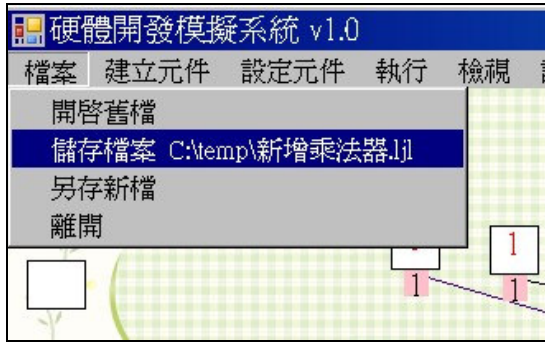 硬體開發模擬系統 v1.0
檔案 建立元件 設定元件 執行 檢視
開啓舊檔
儲存檔案 C:\temp\新增乘法器.ljl
另存新檔
離開
1
1 1